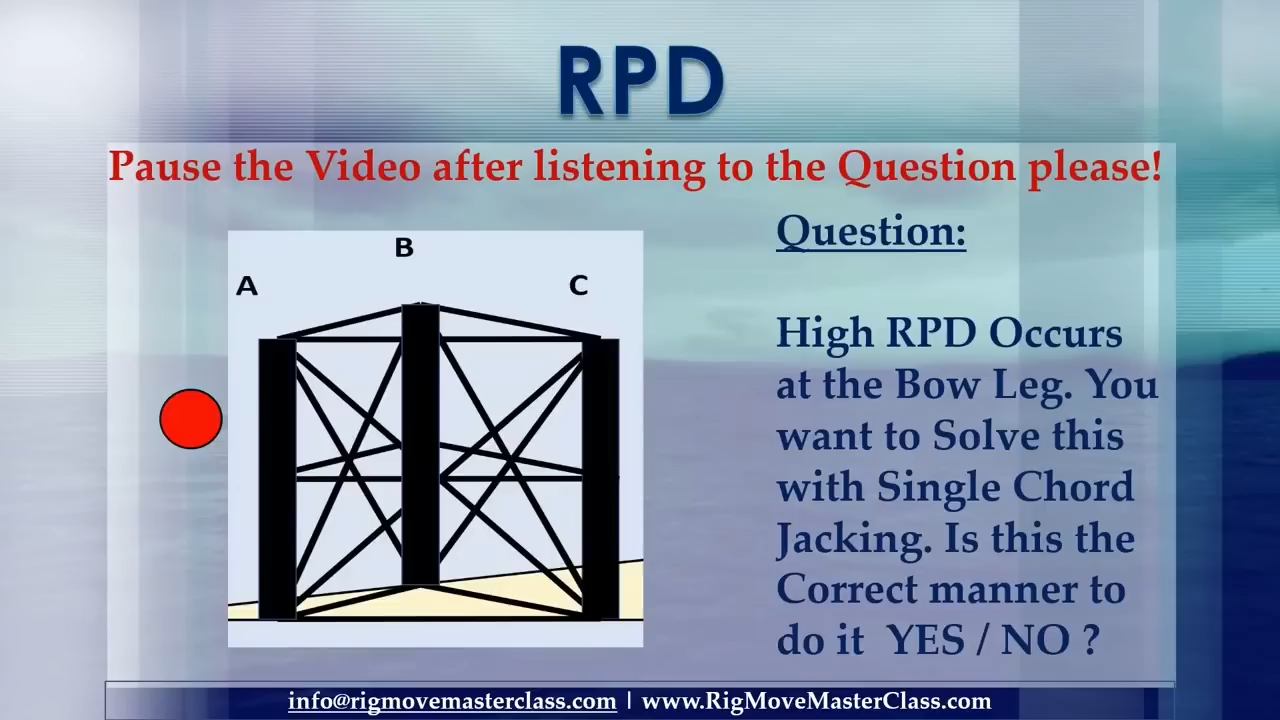 RPD
Pause the Video after listening to the Question please!
Question:
B
A
C
High RPD Occurs
at the Bow Leg. You
want to Solve this
with Single Chord
Jacking. Is this the
Correct manner to
do it YES / NO ?
info@rigmovemasterclass.com | www.RigMoveMasterClass.com